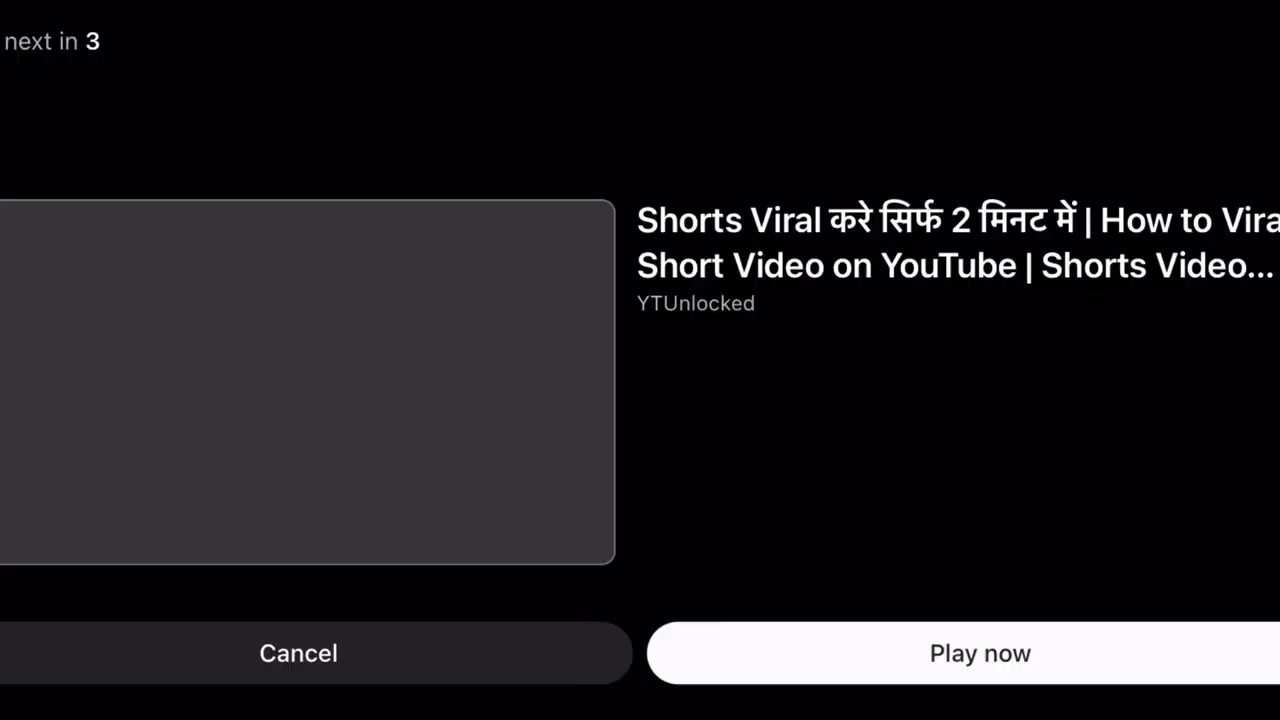 next in 3
Shorts Viral करे सिर्फ 2 मिनट में | How to Vira
Short Video on YouTube | Shorts Video...
YTUnlocked
Cancel
Play now